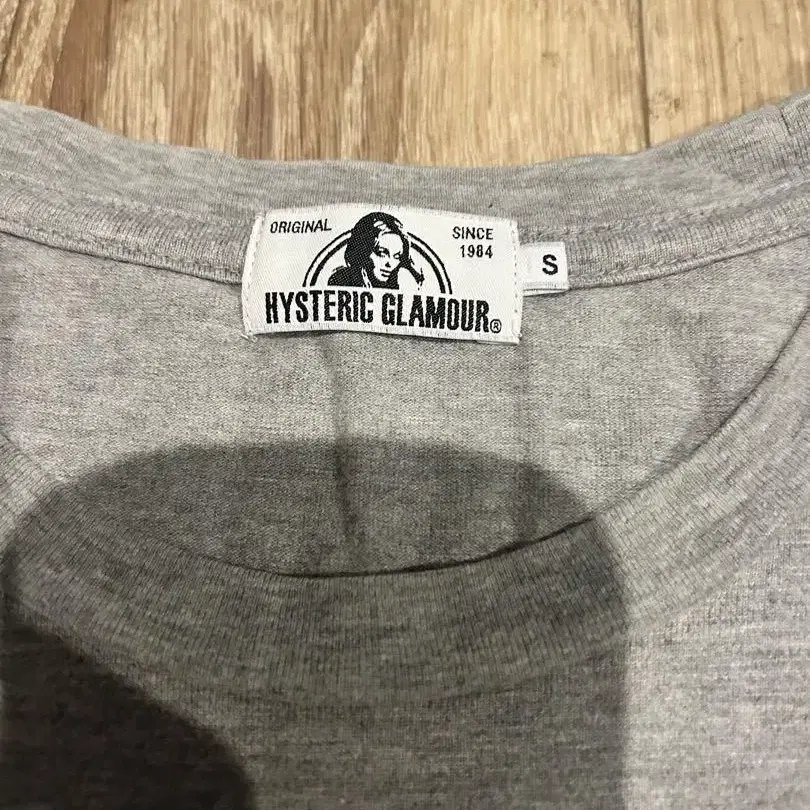 ORIGINAL
SINCE
1984
HYSTERIC GLAMOUR®
S